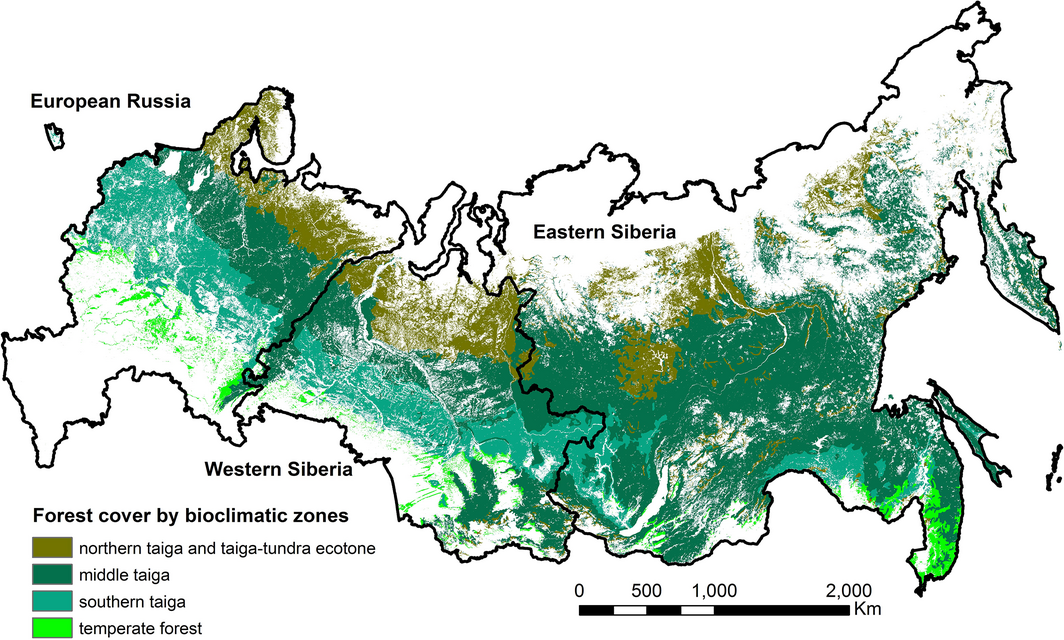 European Russia
Eastern Siberia
Western Siberia
Forest cover by bioclimatic zones
northern taiga and taiga-tundra ecotone
middle taiga
southern taiga
temperate forest
0 500 1,000 2,000
Km